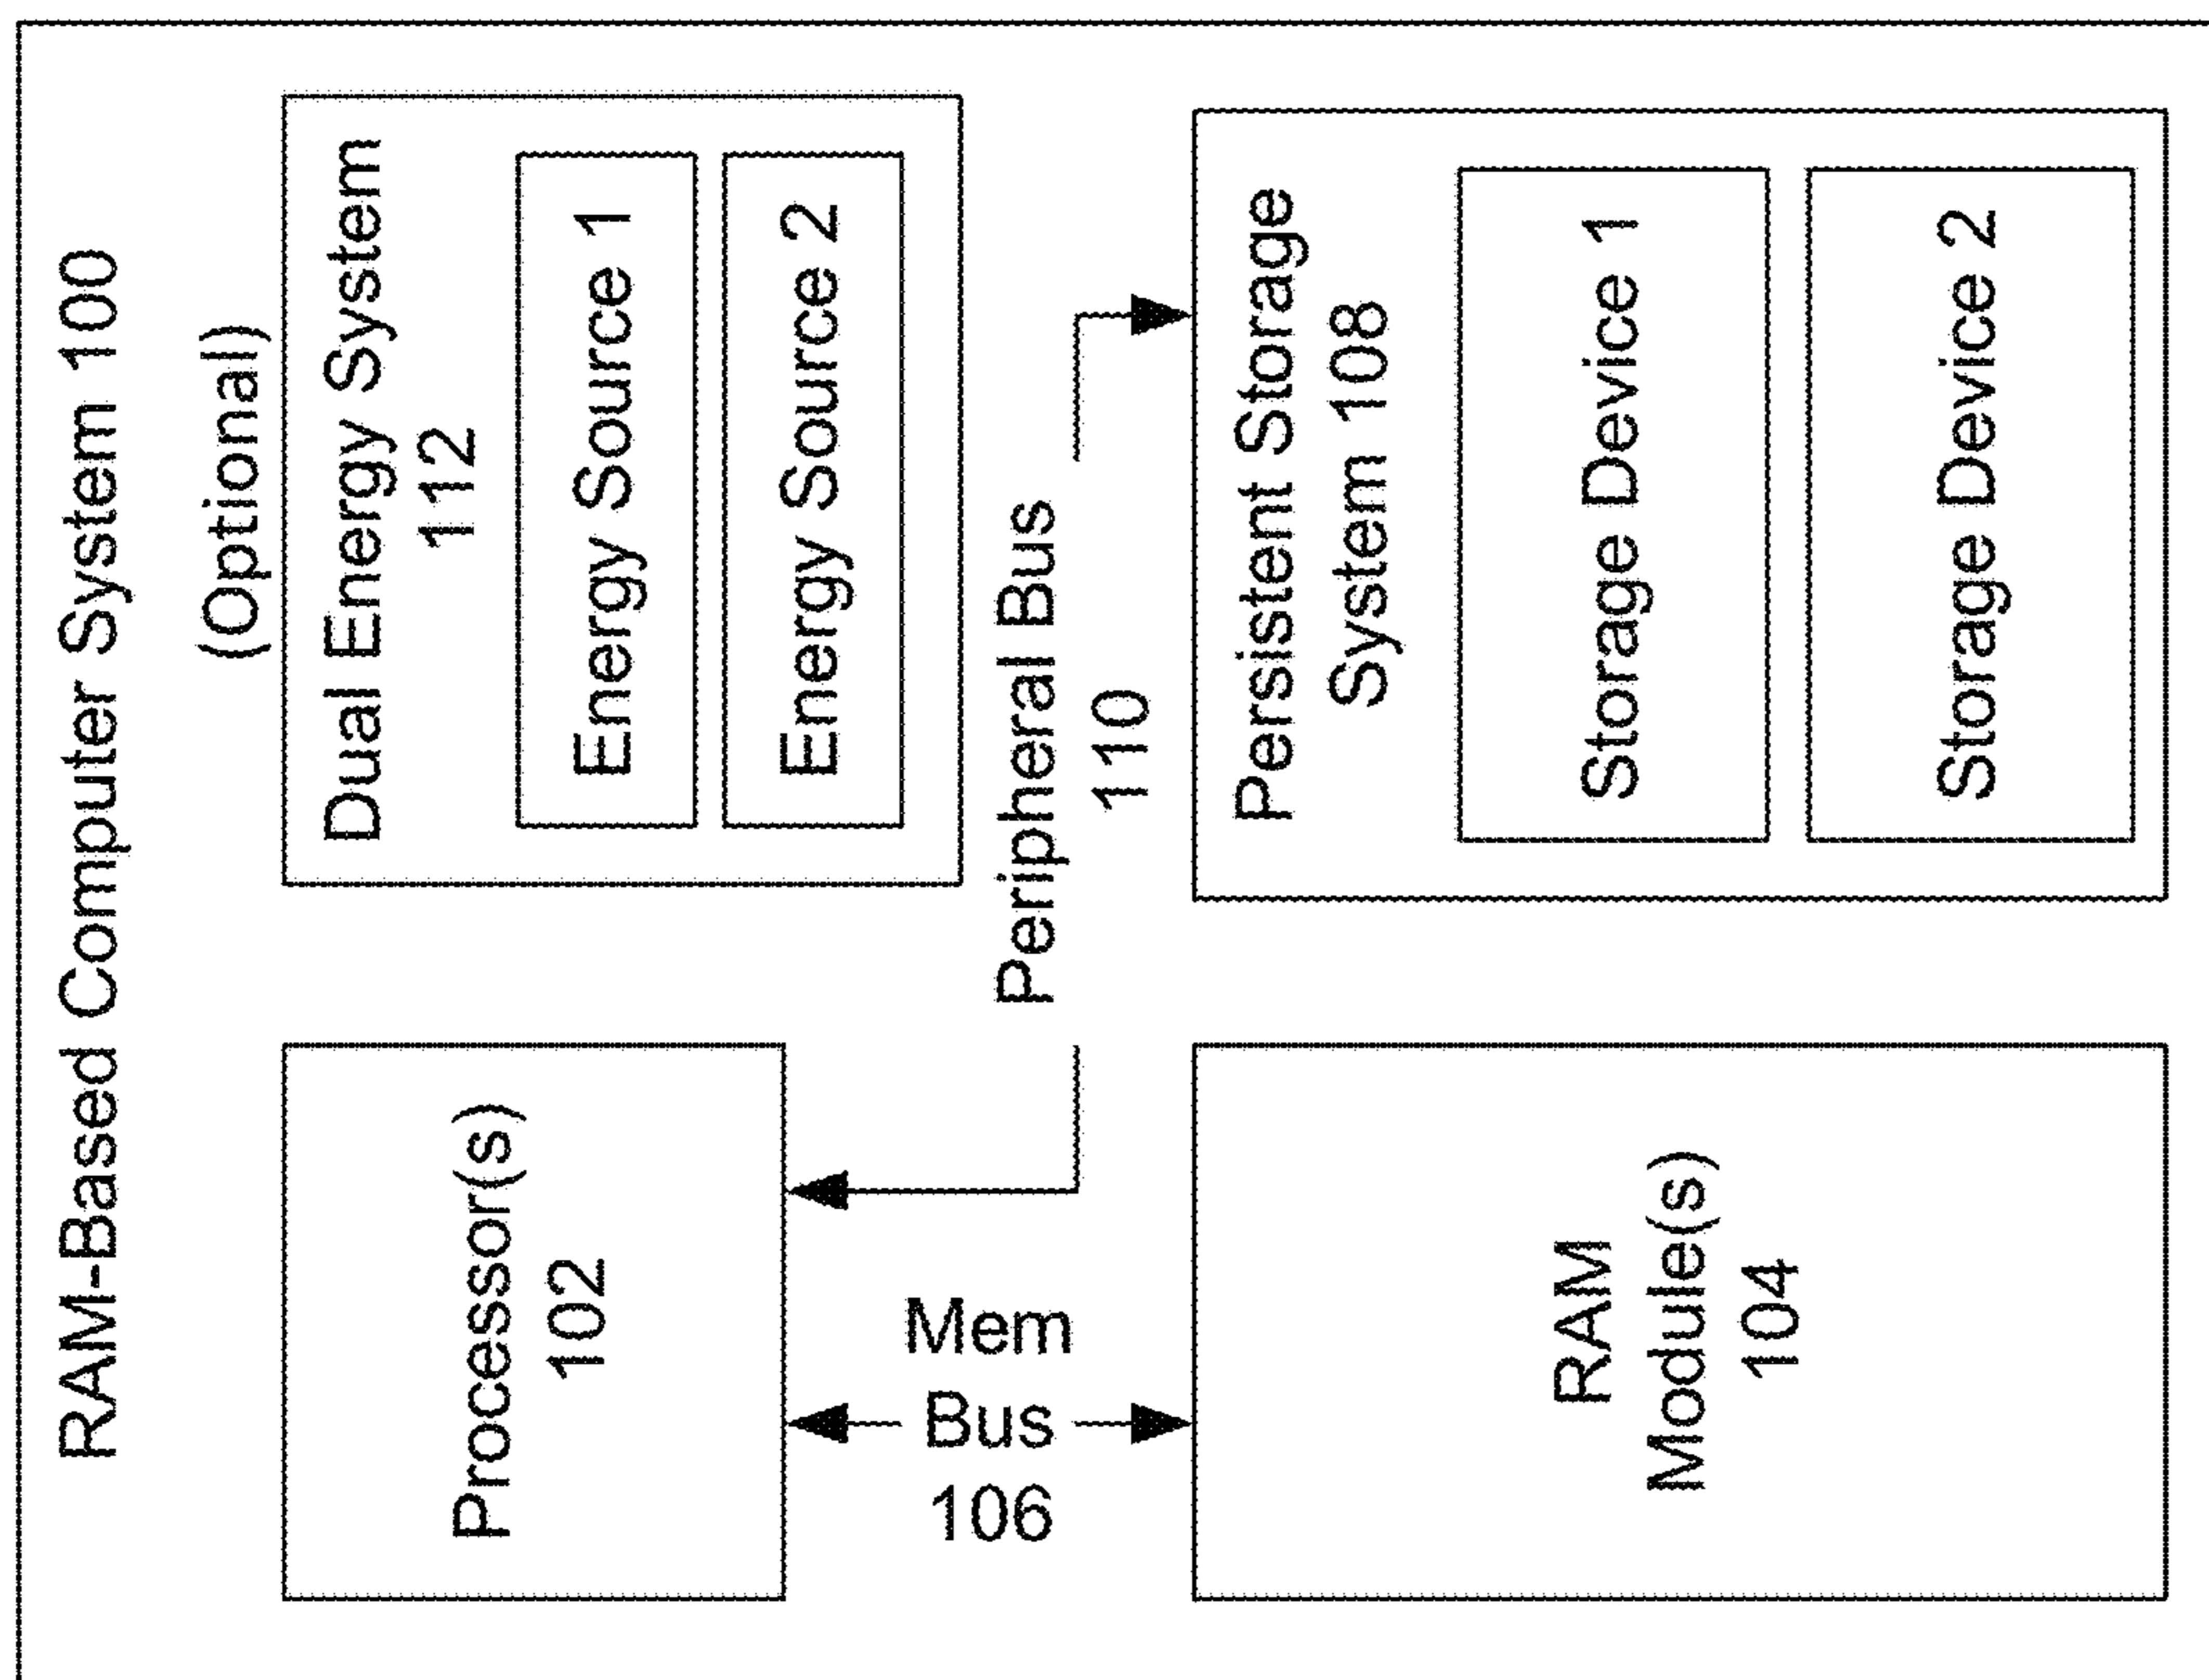 RAM-Based Computer System 100
(Optional)
Processor(s)
102
Dual Energy System
112
Energy Source 1
Energy Source 2
Mem
Bus
106
Peripheral Bus
110
RAM
Module(s)
104
Persistent Storage
System 108
Storage Device 1
Storage Device 2